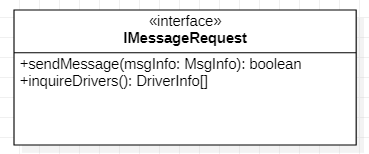 «interface»
IMessageRequest
+sendMessage(msgInfo: MsgInfo): boolean
+inquireDrivers(): DriverInfo[]